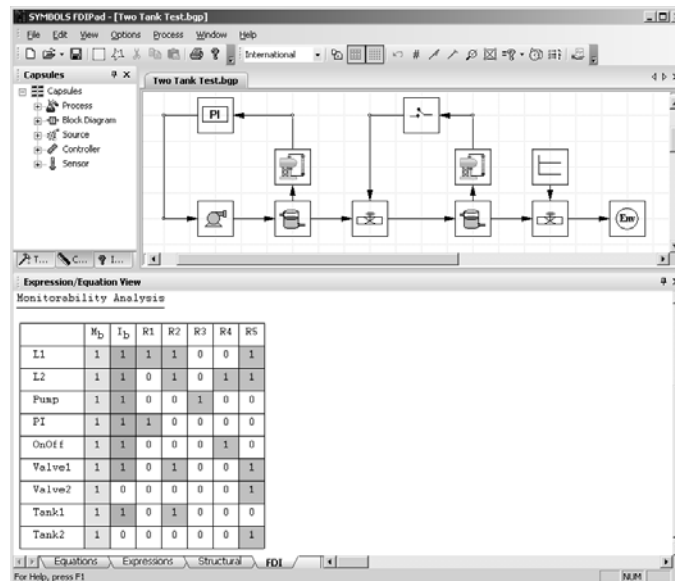 SYMBOLS FDIPad - [Two Tank Test.bgp]
File Edit View Options Process Window Help
International
Capsules
Capsules
Process
Block Diagram
Source
Controller
Sensor
T... C... I...
Two Tank Test.bgp
PI
Env
Expression/Equation View
Monitorability Analysis
Mb Ib R1 R2 R3 R4 R5
L1 1 1 1 1 0 0 1
L2 1 1 0 1 0 1 1
Pump 1 1 0 0 1 0 0
PI 1 1 1 0 0 0 0
OnOff 1 1 0 0 0 1 0
Valve1 1 1 0 1 0 0 1
Valve2 1 0 0 0 0 0 1
Tank1 1 1 0 1 0 0 0
Tank2 1 0 0 0 0 0 1
Equations Expressions Structural FDI
For Help, press F1
NUM